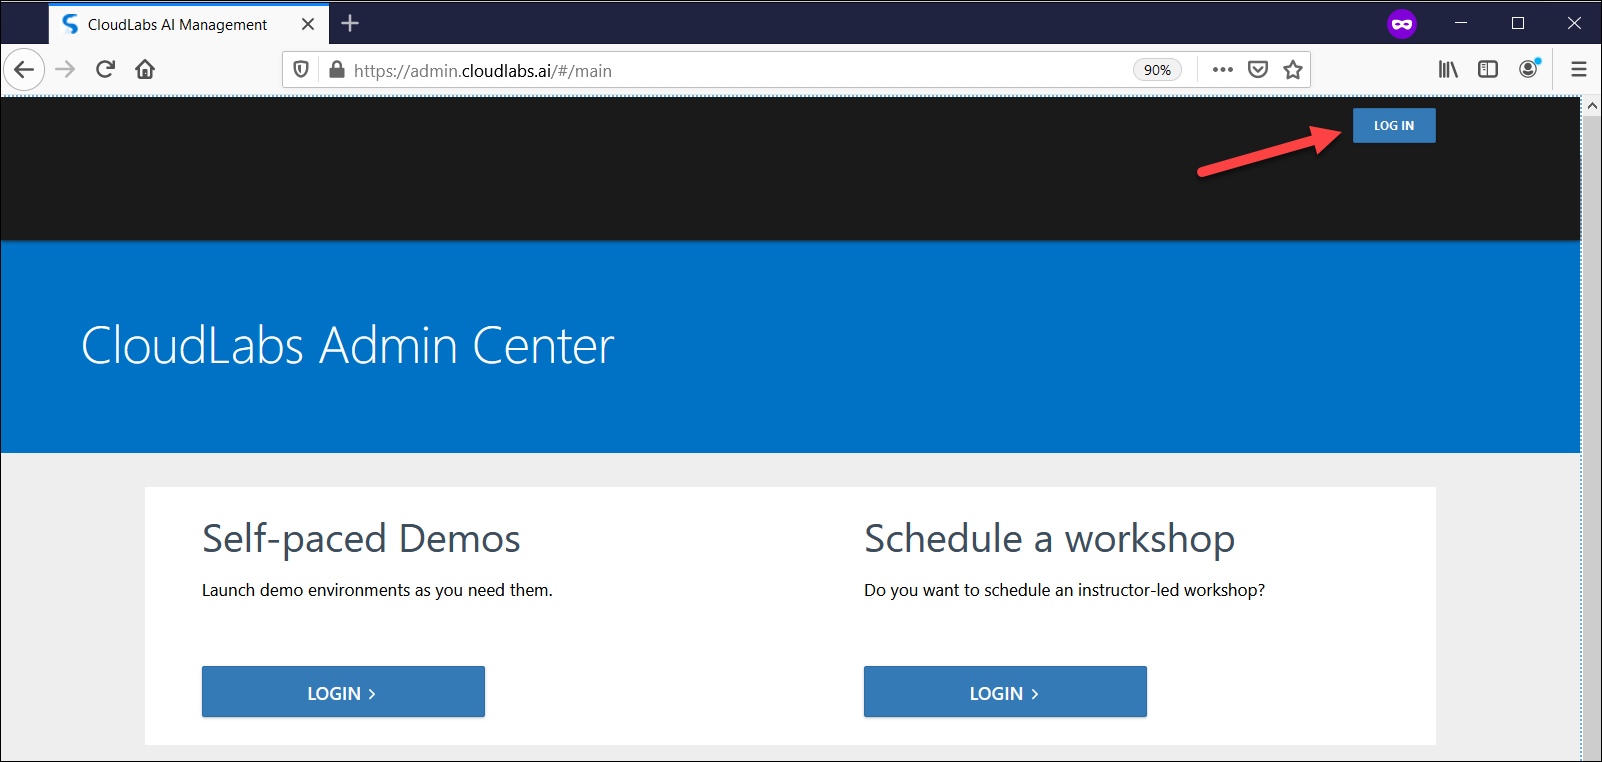 CloudLabs AI Management
https://admin.cloudlabs.ai/#/main
90%
LOG IN
CloudLabs Admin Center
Self-paced Demos
Launch demo environments as you need them.
LOGIN >
Schedule a workshop
Do you want to schedule an instructor-led workshop?
LOGIN >